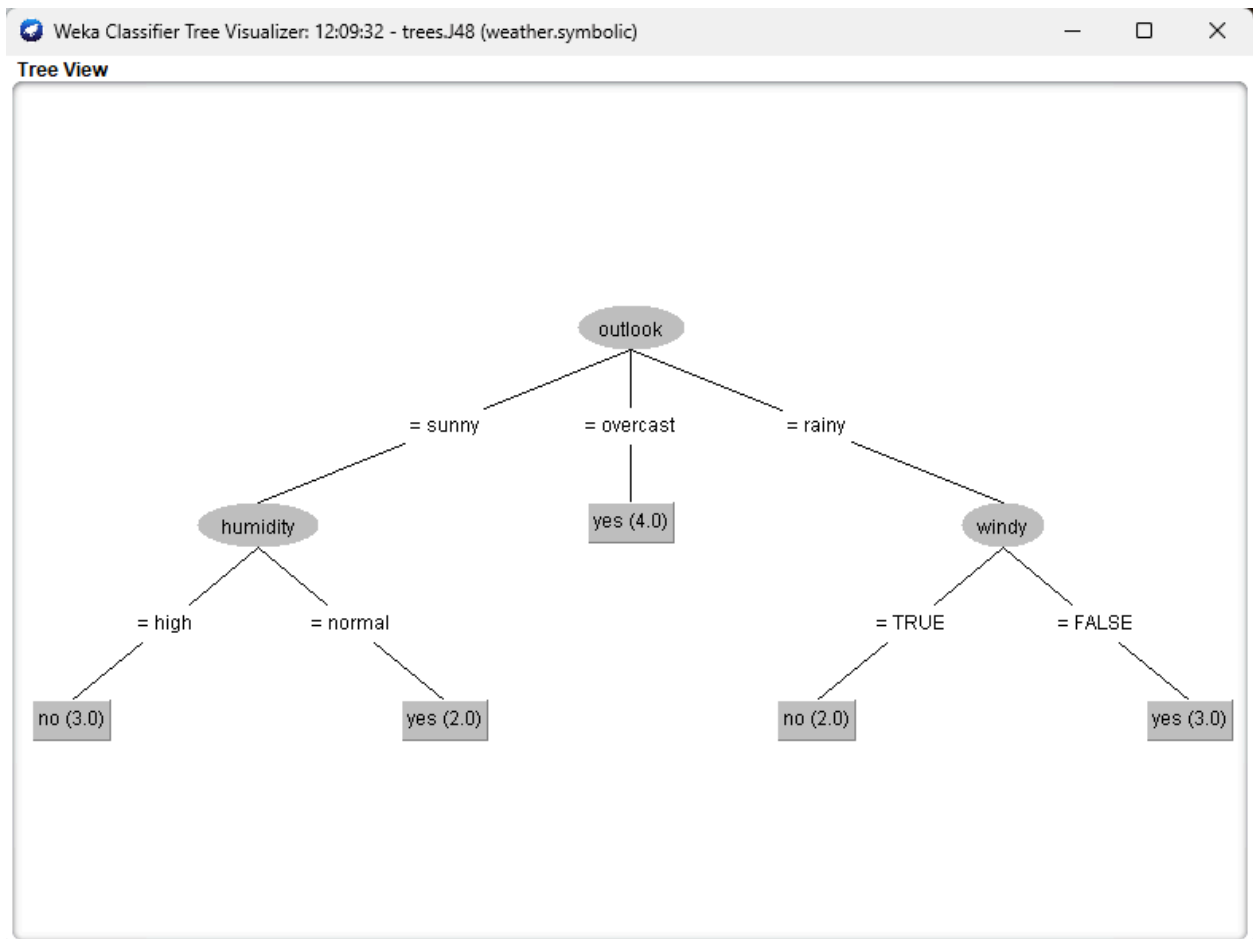 Weka Classifier Tree Visualizer: 12:09:32 - trees.J48 (weather.symbolic)
Tree View
outlook
= sunny
= overcast
= rainy
humidity
yes (4.0)
windy
= high
= normal
= TRUE
= FALSE
no (3.0)
yes (2.0)
no (2.0)
yes (3.0)